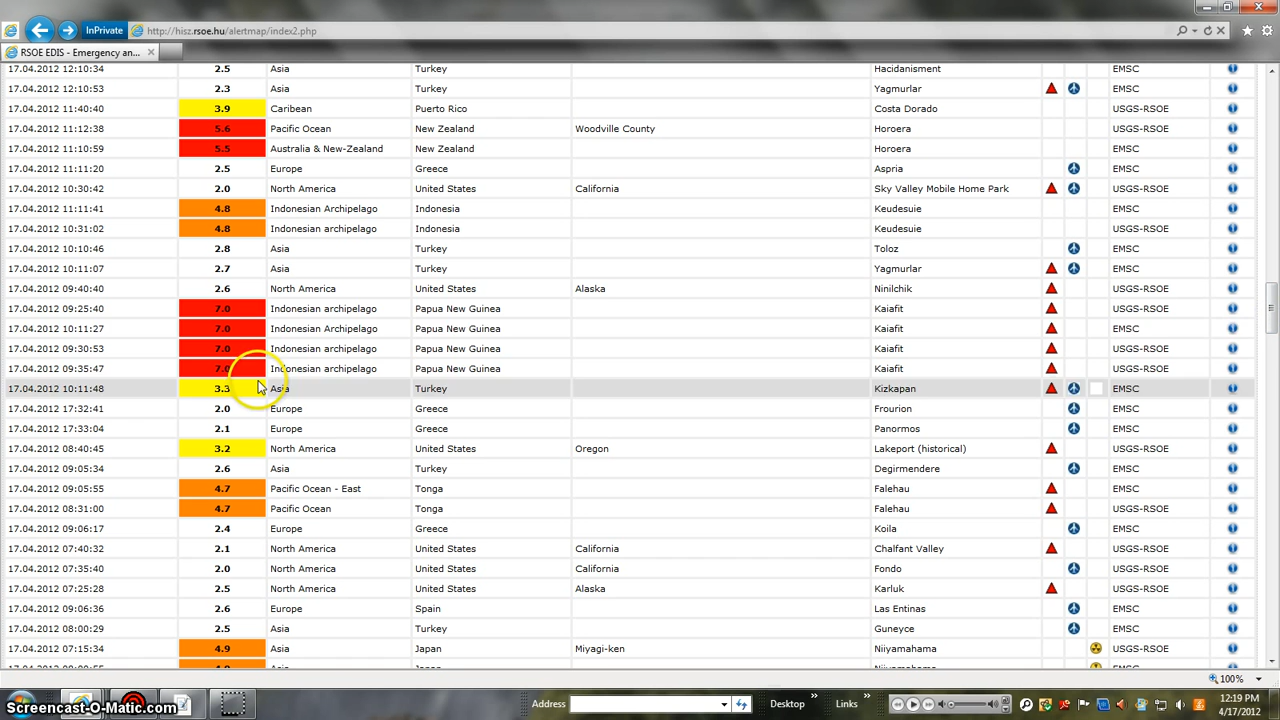 InPrivate http://hisz.rsoe.hu/alertmap/index2.php
RSOE EDIS - Emergency an...
17.04.2012 12:10:34 2.5 Asia Turkey Hacidanisment EMSC
17.04.2012 12:10:53 2.3 Asia Turkey Yagmurlar EMSC
17.04.2012 11:40:40 3.9 Caribean Puerto Rico Costa Dorado USGS-RSOE
17.04.2012 11:12:38 5.6 Pacific Ocean New Zealand Woodville County Horoera USGS-RSOE
17.04.2012 11:10:59 5.5 Australia & New-Zealand New Zealand Horoera EMSC
17.04.2012 11:11:20 2.5 Europe Greece Aspria EMSC
17.04.2012 10:30:42 2.0 North America United States California Sky Valley Mobile Home Park USGS-RSOE
17.04.2012 11:11:41 4.8 Indonesian Archipelago Indonesia Keudesuie EMSC
17.04.2012 10:31:02 4.8 Indonesian archipelago Indonesia Keudesuie USGS-RSOE
17.04.2012 10:10:46 2.8 Asia Turkey Toloz EMSC
17.04.2012 10:11:07 2.7 Asia Turkey Yagmurlar EMSC
17.04.2012 09:40:40 2.6 North America United States Alaska Ninilchik USGS-RSOE
17.04.2012 09:25:40 7.0 Indonesian archipelago Papua New Guinea Kaiafit USGS-RSOE
17.04.2012 10:11:27 7.0 Indonesian Archipelago Papua New Guinea Kaiafit EMSC
17.04.2012 09:30:53 7.0 Indonesian archipelago Papua New Guinea Kaiafit USGS-RSOE
17.04.2012 09:35:47 7.0 Indonesian archipelago Papua New Guinea Kaiafit USGS-RSOE
17.04.2012 10:11:48 3.3 Asia Turkey Kizkapan EMSC
17.04.2012 17:32:41 2.0 Europe Greece Frourion EMSC
17.04.2012 17:33:04 2.1 Europe Greece Panormos EMSC
17.04.2012 08:40:45 3.2 North America United States Oregon Lakeport (historical) USGS-RSOE
17.04.2012 09:05:34 2.6 Asia Turkey Degirmendere EMSC
17.04.2012 09:05:55 4.7 Pacific Ocean - East Tonga Falehau EMSC
17.04.2012 08:31:00 4.7 Pacific Ocean Tonga Falehau USGS-RSOE
17.04.2012 09:06:17 2.4 Europe Greece Koila EMSC
17.04.2012 07:40:32 2.1 North America United States California Chalfant Valley USGS-RSOE
17.04.2012 07:35:40 2.0 North America United States California Fondo USGS-RSOE
17.04.2012 07:25:28 2.5 North America United States Alaska Karluk USGS-RSOE
17.04.2012 09:06:36 2.6 Europe Spain Las Entinas EMSC
17.04.2012 08:00:29 2.5 Asia Turkey Guneyce EMSC
17.04.2012 07:15:34 4.9 Asia Japan Miyagi-ken Niiyamahama USGS-RSOE
100%
Address Desktop Links 12:19 PM
4/17/2012
Screencast-O-Matic.com